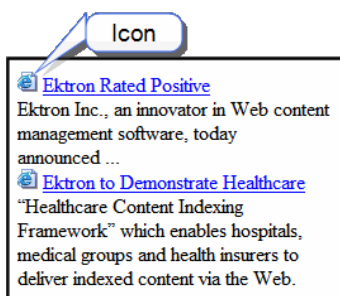 Icon
Ektron Rated Positive
Ektron Inc., an innovator in Web content
management software, today
announced ...
Ektron to Demonstrate Healthcare
“Healthcare Content Indexing
Framework” which enables hospitals,
medical groups and health insurers to
deliver indexed content via the Web.